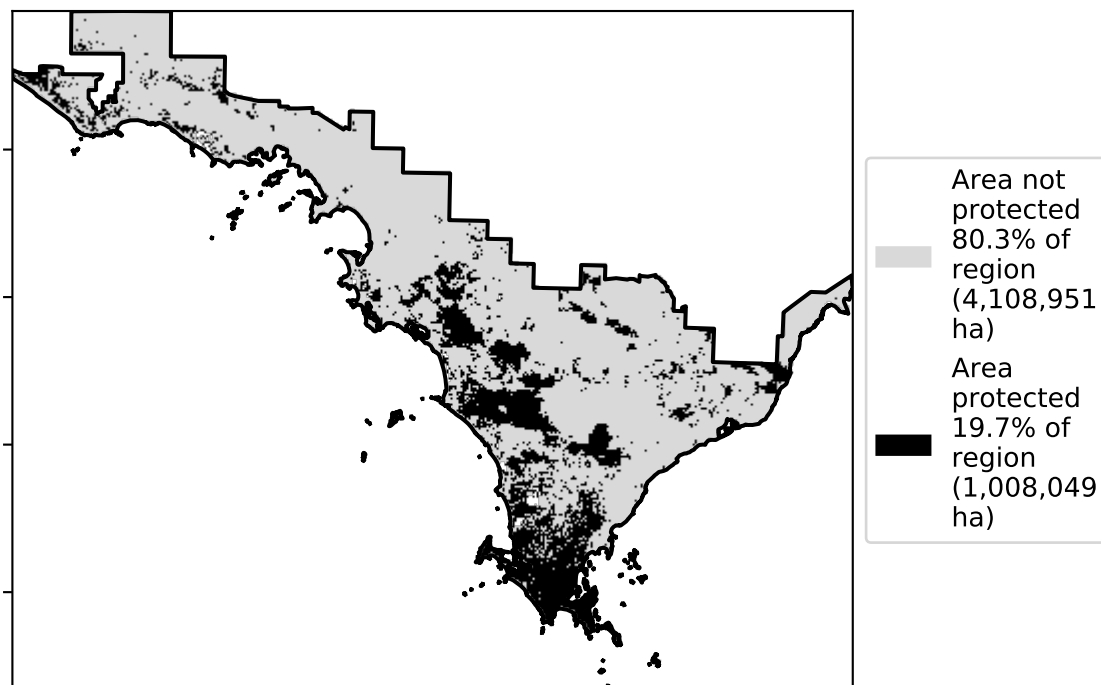 Area not
protected
80.3% of
region
(4,108,951
ha)
Area
protected
19.7% of
region
(1,008,049
ha)